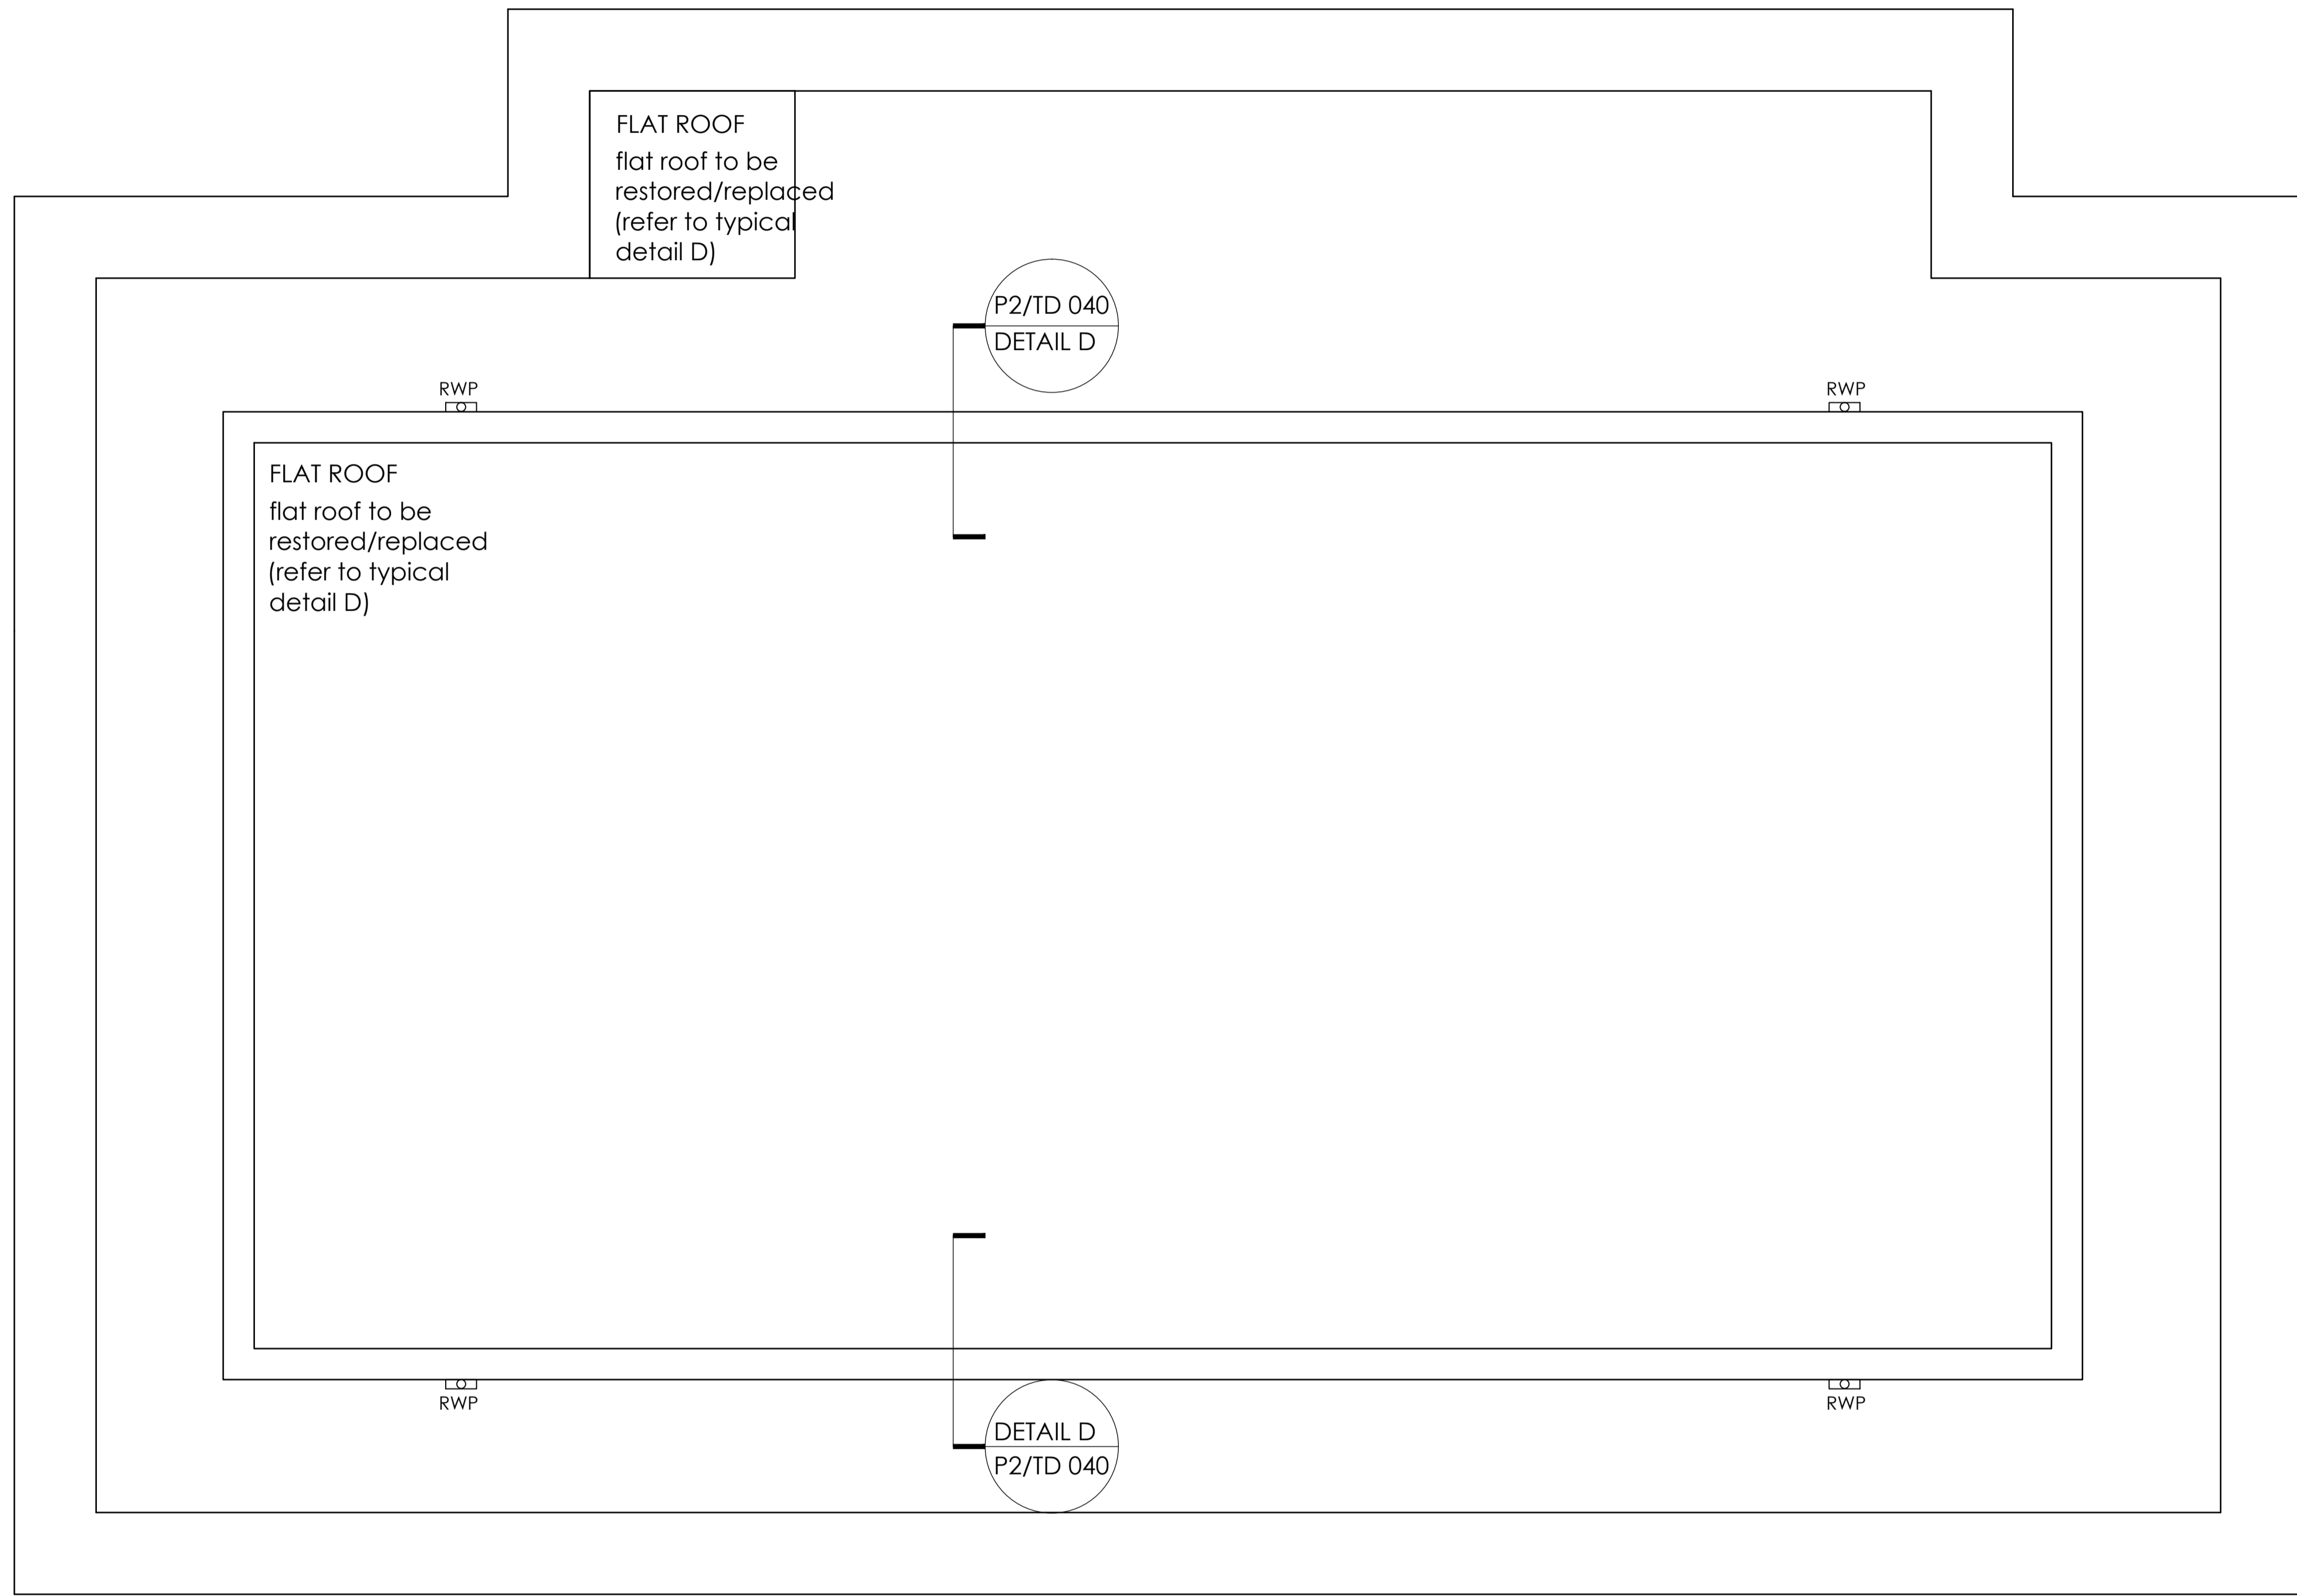 FLAT ROOF
flat roof to be
restored/replaced
(refer to typical
detail D)
P2/TD 040
DETAIL D
RWP
RWP
FLAT ROOF
flat roof to be
restored/replaced
(refer to typical
detail D)
RWP
RWP
DETAIL D
P2/TD 040